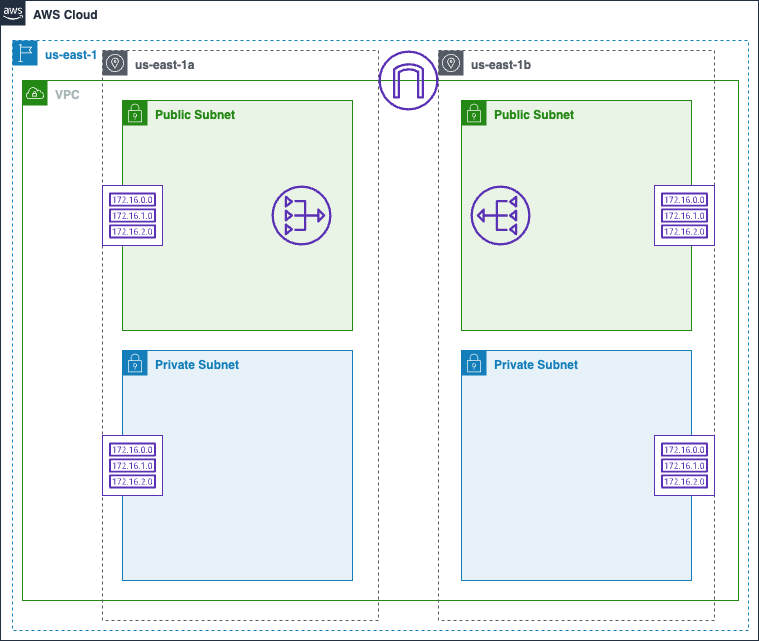 aws
AWS Cloud
us-east-1
us-east-1a
us-east-1b
VPC
Public Subnet
Public Subnet
172.16.0.0
172.16.1.0
172.16.2.0
172.16.0.0
172.16.1.0
172.16.2.0
Private Subnet
Private Subnet
172.16.0.0
172.16.1.0
172.16.2.0
172.16.0.0
172.16.1.0
172.16.2.0